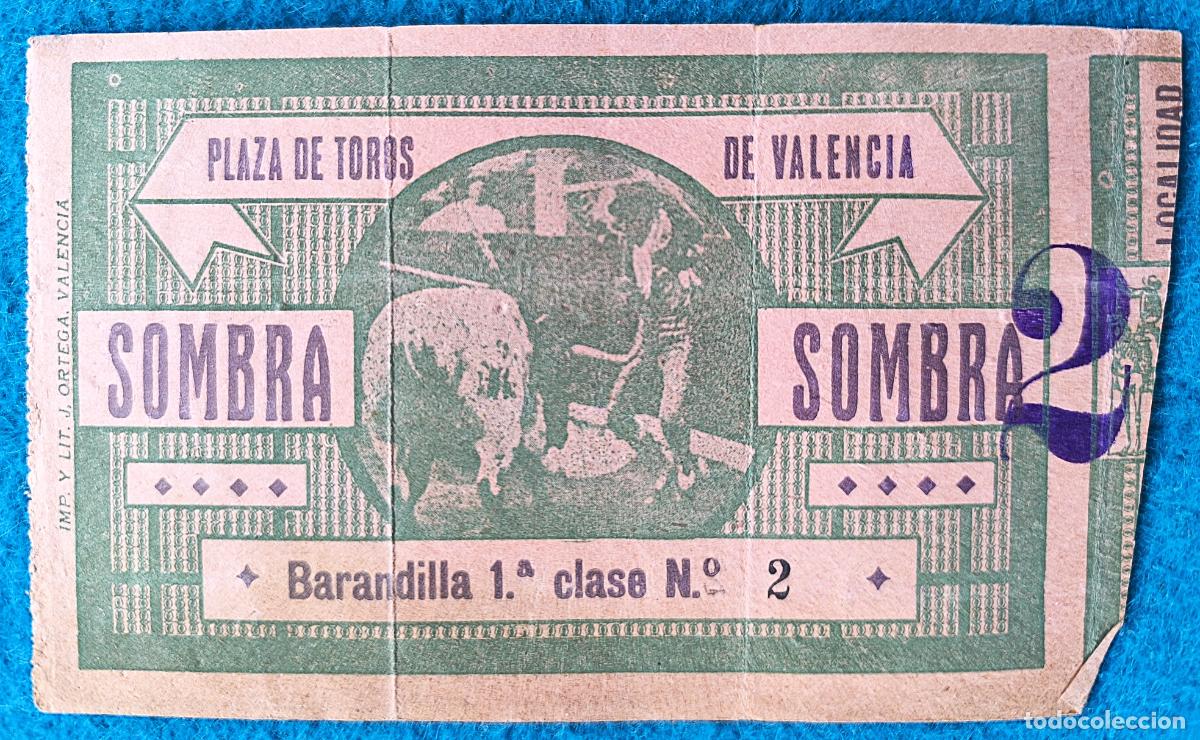 PLAZA DE TOROS DE VALENCIA
SOMBRA SOMBRA
Barandilla 1.ª clase N.º 2
IMP. Y LIT. J. ORTEGA. VALENCIA
LOCALIDAD
2
todocoleccion